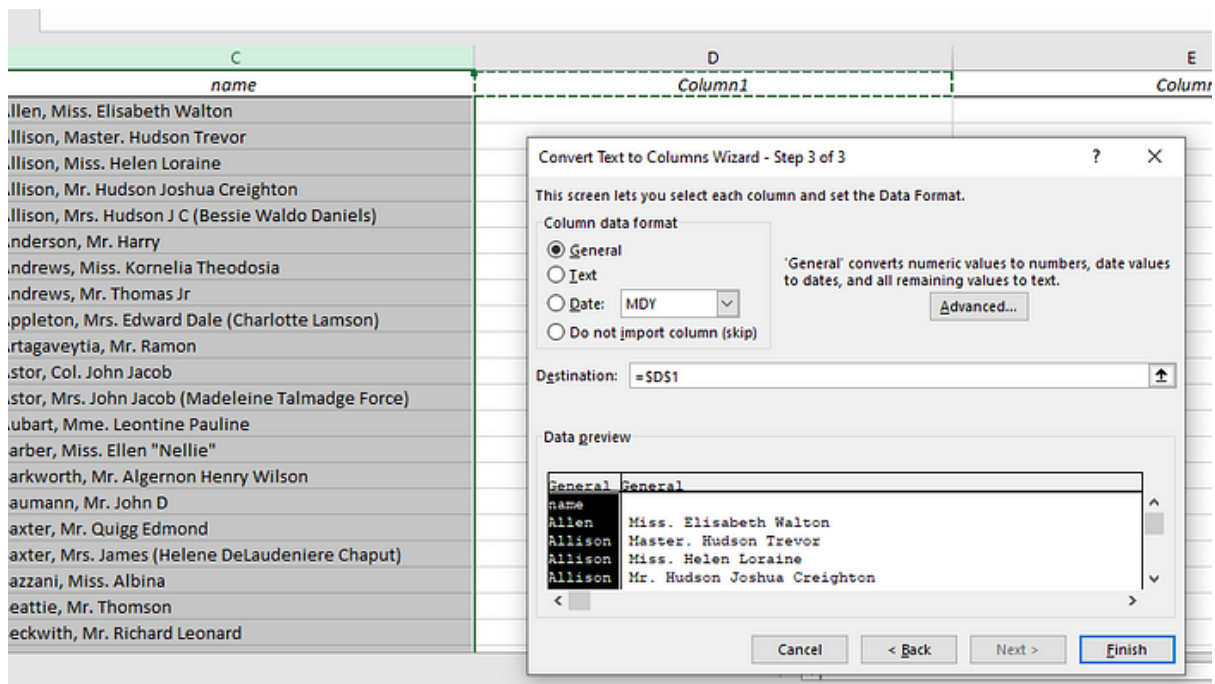 C D E
name Column1 Colum
llen, Miss. Elisabeth Walton
llison, Master. Hudson Trevor
llison, Miss. Helen Loraine
llison, Mr. Hudson Joshua Creighton
llison, Mrs. Hudson J C (Bessie Waldo Daniels)
nderson, Mr. Harry
ndrews, Miss. Kornelia Theodosia
ndrews, Mr. Thomas Jr
ppleton, Mrs. Edward Dale (Charlotte Lamson)
rtagaveytia, Mr. Ramon
stor, Col. John Jacob
stor, Mrs. John Jacob (Madeleine Talmadge Force)
ubart, Mme. Leontine Pauline
arber, Miss. Ellen "Nellie"
arkworth, Mr. Algernon Henry Wilson
aumann, Mr. John D
axter, Mr. Quigg Edmond
axter, Mrs. James (Helene DeLaudeniere Chaput)
azzani, Miss. Albina
eattie, Mr. Thomson
eckwith, Mr. Richard Leonard
Convert Text to Columns Wizard - Step 3 of 3 ? X
This screen lets you select each column and set the Data Format.
Column data format
General
Text
Date: MDY
Do not import column (skip)
'General' converts numeric values to numbers, date values
to dates, and all remaining values to text.
Advanced...
Destination: =$D$1
Data preview
General General
name
Allen Miss. Elisabeth Walton
Allison Master. Hudson Trevor
Allison Miss. Helen Loraine
Allison Mr. Hudson Joshua Creighton
Cancel < Back Next > Finish